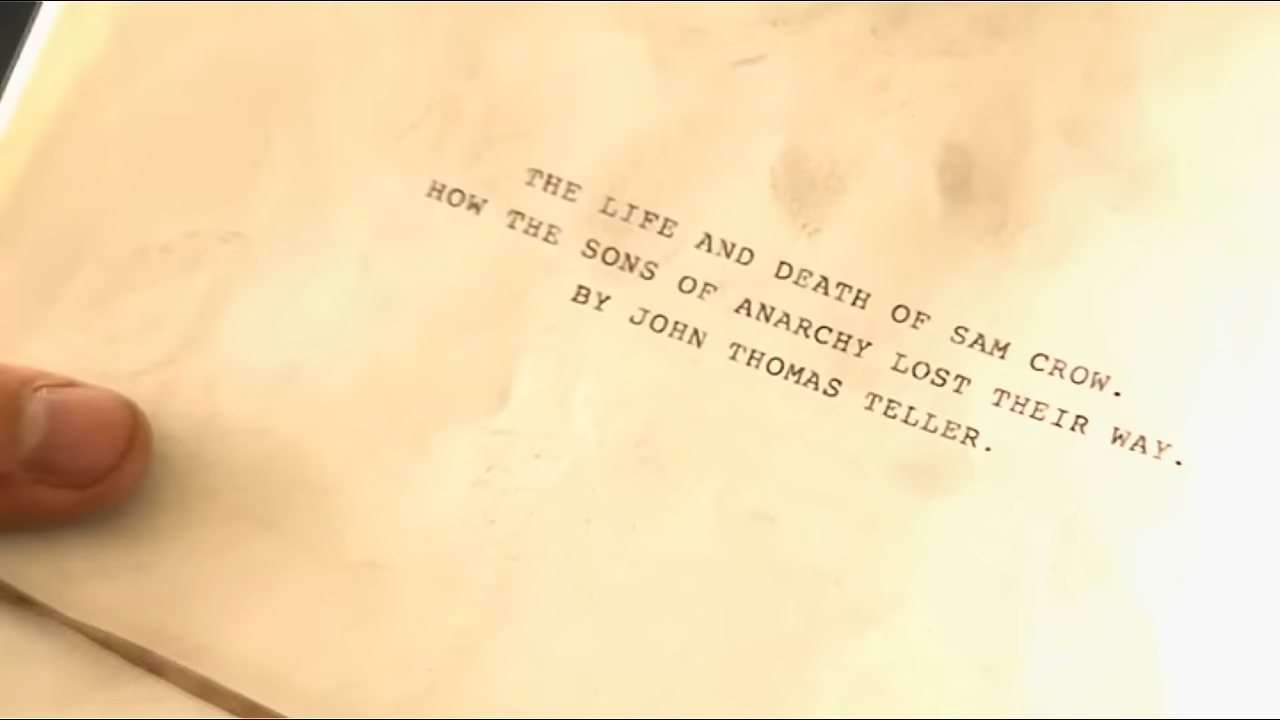 THE LIFE AND DEATH OF SAM CROW.
HOW THE SONS OF ANARCHY LOST THEIR WAY.
BY JOHN THOMAS TELLER.